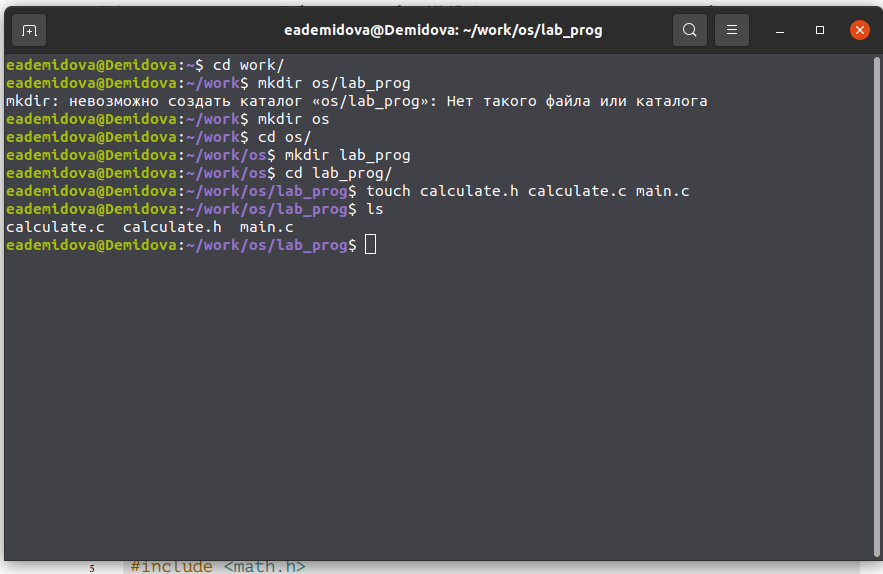 eademidova@Demidova: ~/work/os/lab_prog
eademidova@Demidova:~$ cd work/
eademidova@Demidova:~/work$ mkdir os/lab_prog
mkdir: невозможно создать каталог «os/lab_prog»: Нет такого файла или каталога
eademidova@Demidova:~/work$ mkdir os
eademidova@Demidova:~/work$ cd os/
eademidova@Demidova:~/work/os$ mkdir lab_prog
eademidova@Demidova:~/work/os$ cd lab_prog/
eademidova@Demidova:~/work/os/lab_prog$ touch calculate.h calculate.c main.c
eademidova@Demidova:~/work/os/lab_prog$ ls
calculate.c  calculate.h  main.c
eademidova@Demidova:~/work/os/lab_prog$
5 #include <math.h>